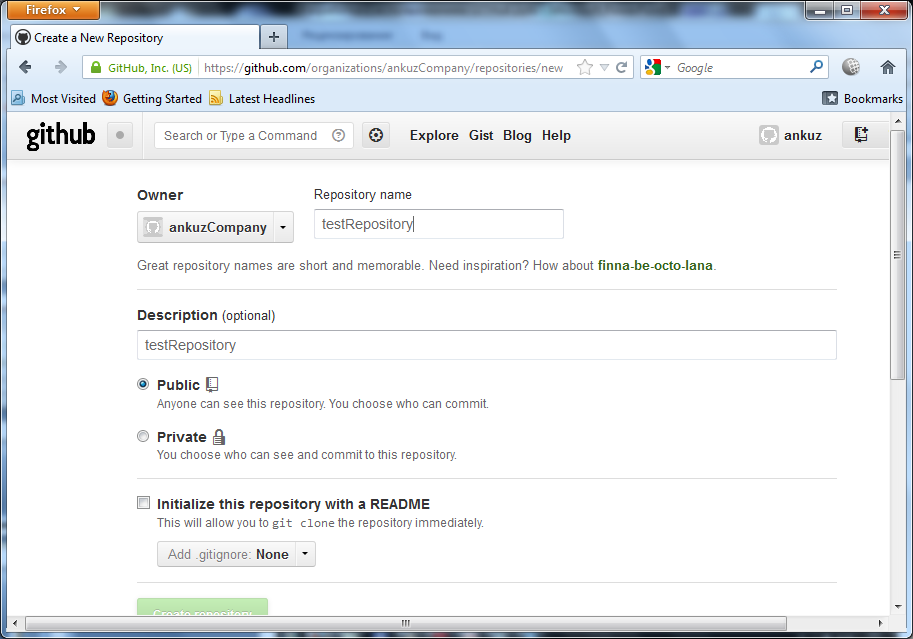 Firefox
Create a New Repository
GitHub, Inc. (US) https://github.com/organizations/ankuzCompany/repositories/new Google
Most Visited Getting Started Latest Headlines Bookmarks
github Search or Type a Command Explore Gist Blog Help ankuz
Owner Repository name
ankuzCompany testRepository
Great repository names are short and memorable. Need inspiration? How about finna-be-octo-lana.
Description (optional)
testRepository
Public
Anyone can see this repository. You choose who can commit.
Private
You choose who can see and commit to this repository.
Initialize this repository with a README
This will allow you to git clone the repository immediately.
Add .gitignore: None
Create repository